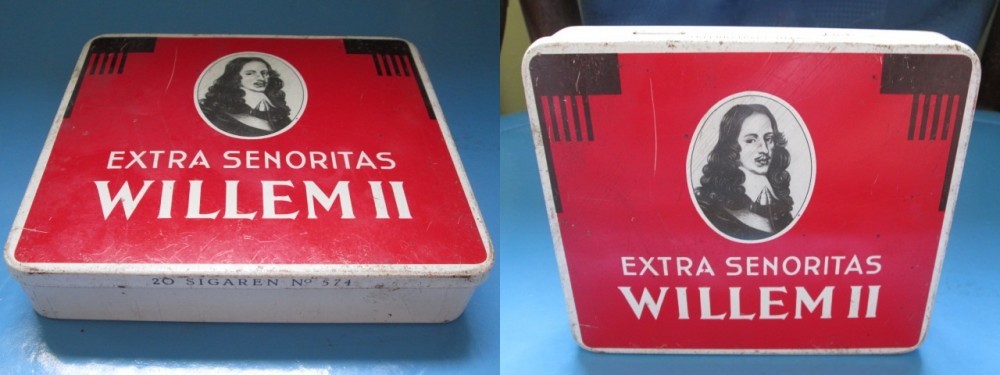 EXTRA SENORITAS
WILLEM II
20 SIGAREN No 574
EXTRA SENORITAS
WILLEM II